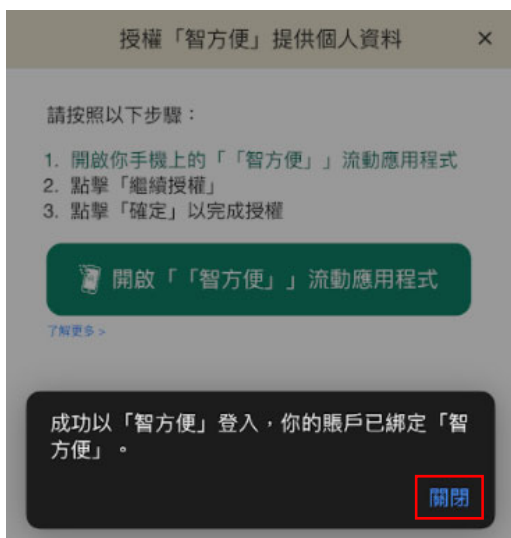 授權「智方便」提供個人資料 ×
請按照以下步驟：
1. 開啟你手機上的「「智方便」」流動應用程式
2. 點擊「繼續授權」
3. 點擊「確定」以完成授權
開啟「「智方便」」流動應用程式
了解更多 >
成功以「智方便」登入，你的賬戶已綁定「智
方便」。
關閉